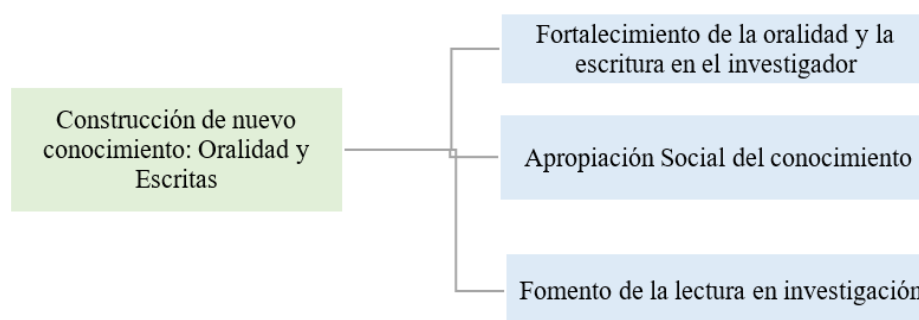 Construcción de nuevo
conocimiento: Oralidad y
Escritas
Fortalecimiento de la oralidad y la
escritura en el investigador
Apropiación Social del conocimiento
Fomento de la lectura en investigación